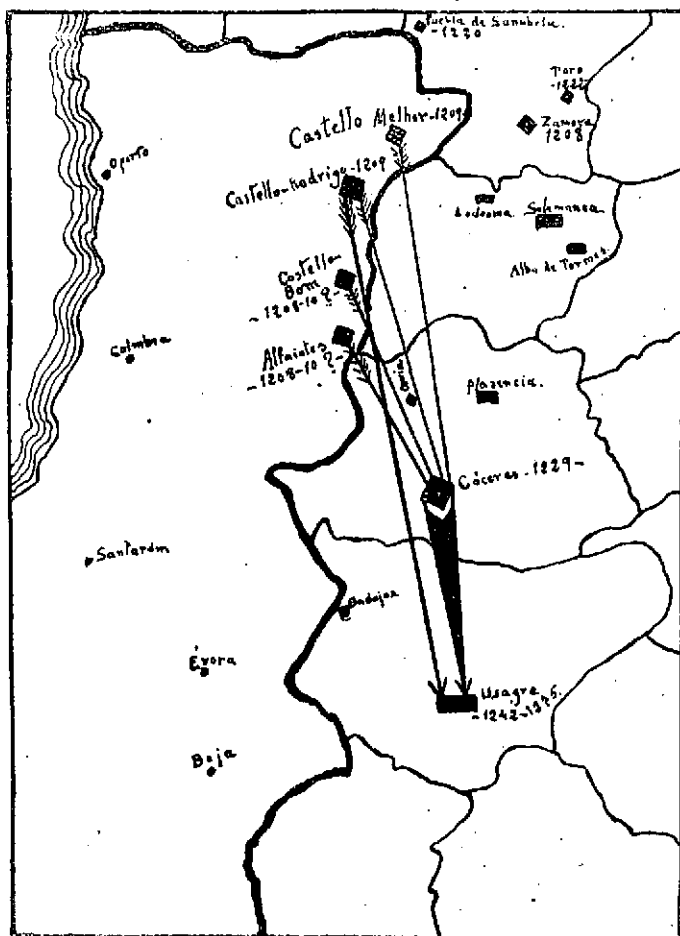 Puebla de Sanabria.
-1220
Toro
-1222
Zamora
1208
Castello Melhor-1209
Oporto
Castello-Rodrigo-1209
Ledesma
Salamanca
Alba de Tormes.
Castello
Bom
~1208-10?-
Coimbra
Alfaiates
~1208-10?-
Coria
Plasencia.
Cáceres-1229-
Santarém
Badajoz
Évora
Usagre
~1242-1275.
Beja